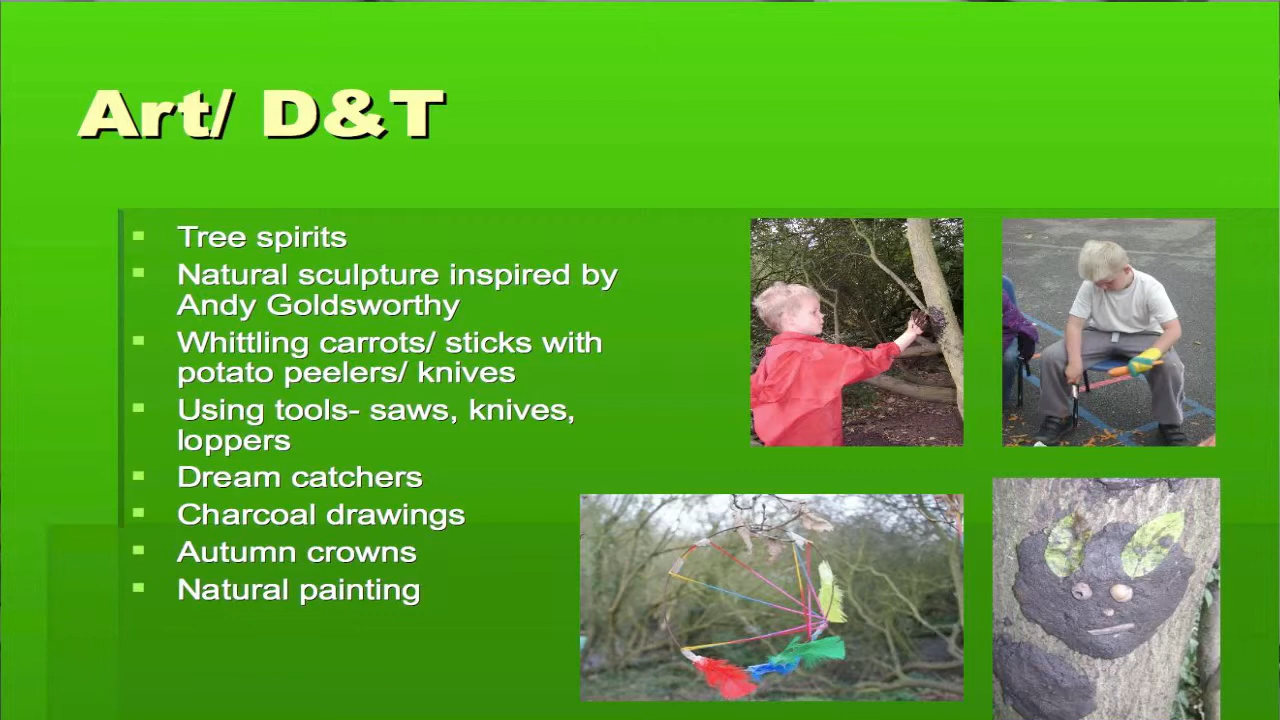 Art/ D&T
Tree spirits
Natural sculpture inspired by
Andy Goldsworthy
Whittling carrots/ sticks with
potato peelers/ knives
Using tools- saws, knives,
loppers
Dream catchers
Charcoal drawings
Autumn crowns
Natural painting